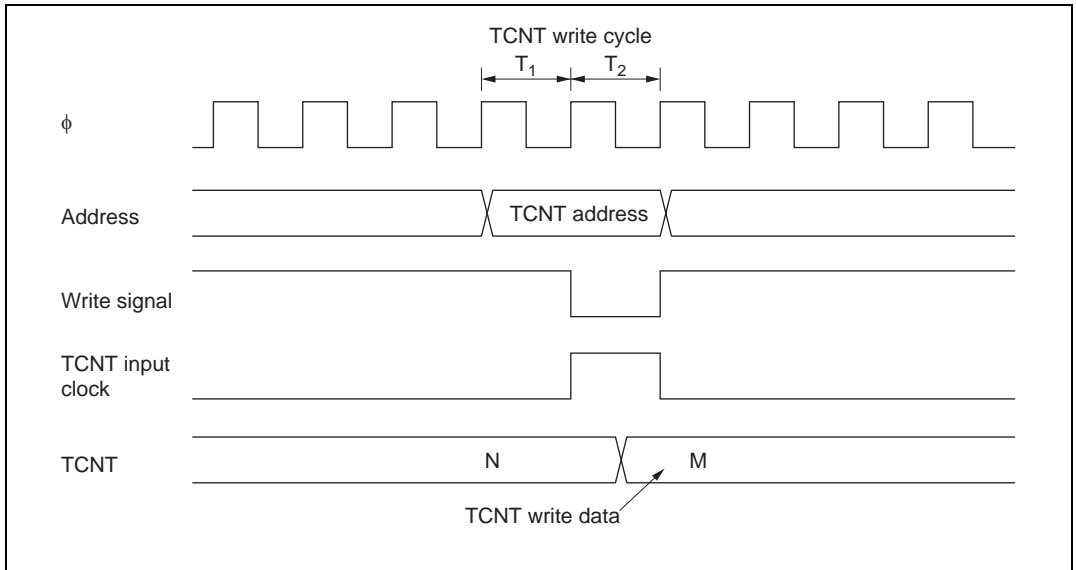 TCNT write cycle
T₁ T₂
ϕ
Address
TCNT address
Write signal
TCNT input
clock
TCNT
N
M
TCNT write data